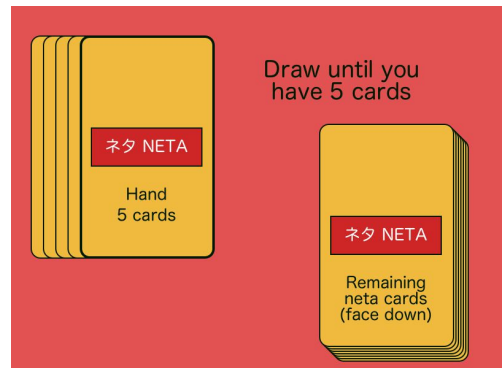 Draw until you
have 5 cards
ネタ NETA
Hand
5 cards
ネタ NETA
Remaining
neta cards
(face down)